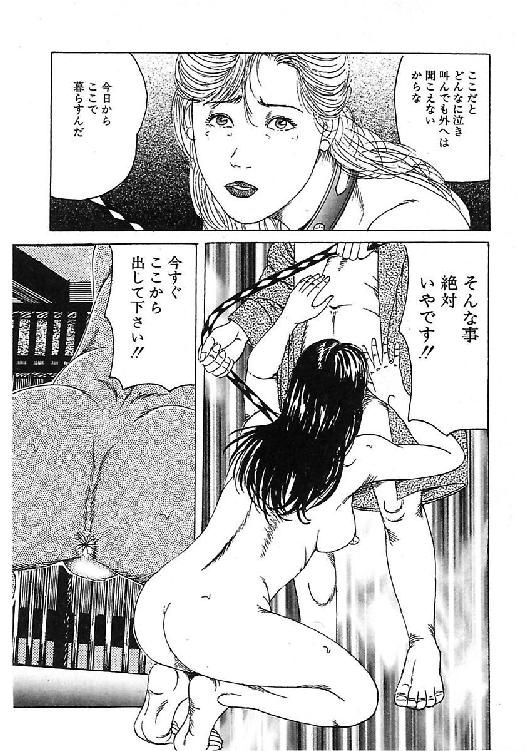 ここだと
どんなに泣き
叫んでも外へは
聞こえない
からな
今日から
ここで
暮らすんだ
そんな事
絶対
いやです!!
今すぐ
ここから
出して下さい!!